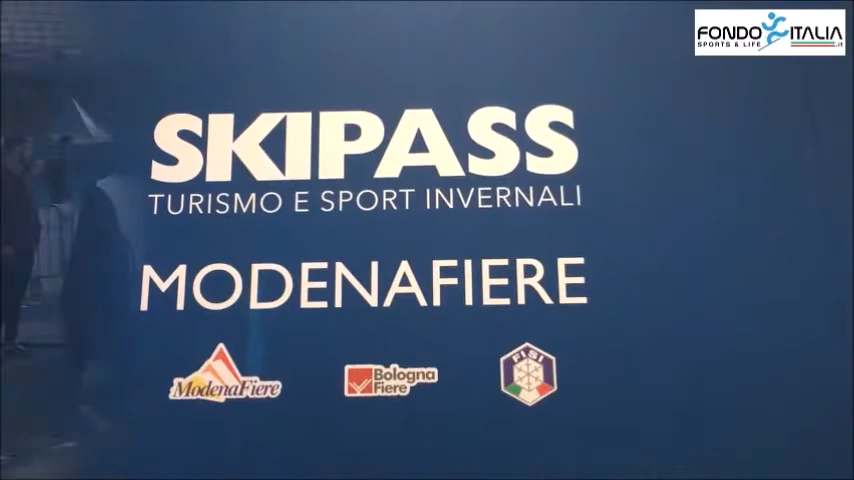 FONDO ITALIA
SPORTS & LIFE .it
SKIPASS
TURISMO E SPORT INVERNALI
MODENAFIERE
ModenaFiere
Bologna
Fiere
FISI